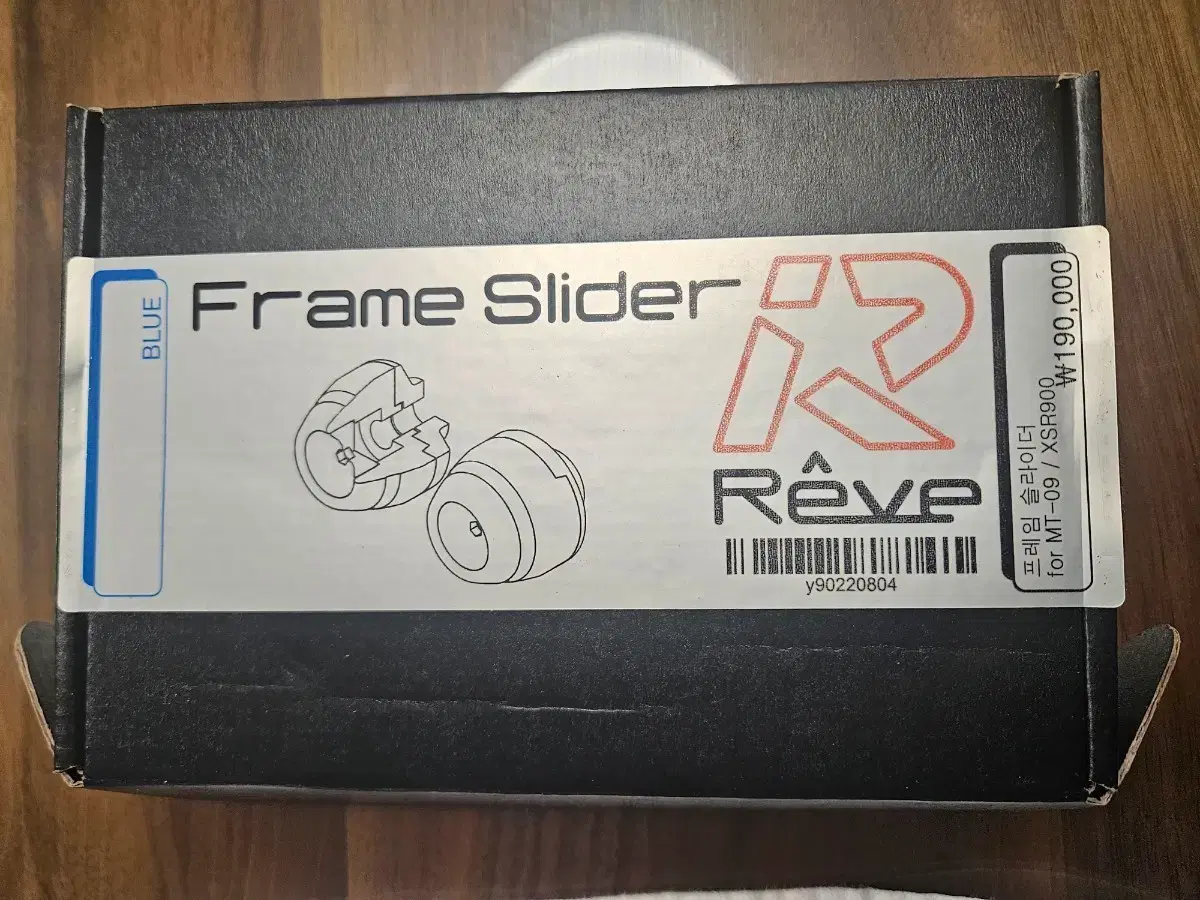 BLUE
Frame Slider
R
Rêve
y90220804
프레임 슬라이더
for MT-09 / XSR900
₩190,000